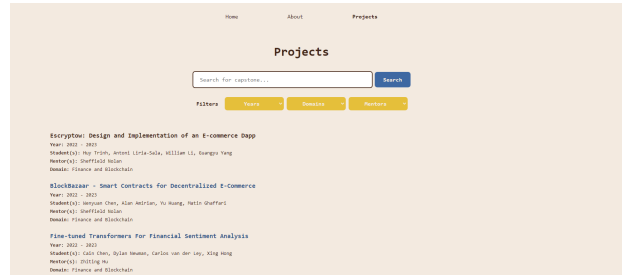 Home About Projects
Projects
Search for capstone... Search
Filters Years Domains Mentors
Escryptow: Design and Implementation of an E-commerce Dapp
Year: 2022 - 2023
Student(s): Huy Trinh, Antoni Liria-Sala, William Li, Guangyu Yang
Mentor(s): Sheffield Nolan
Domain: Finance and Blockchain
BlockBazaar - Smart Contracts for Decentralized E-Commerce
Year: 2022 - 2023
Student(s): Wenyuan Chen, Alan Amirian, Yu Huang, Matin Ghaffari
Mentor(s): Sheffield Nolan
Domain: Finance and Blockchain
Fine-tuned Transformers For Financial Sentiment Analysis
Year: 2022 - 2023
Student(s): Cain Chen, Dylan Newman, Carlos van der Ley, Xing Hong
Mentor(s): Zhiting Hu
Domain: Finance and Blockchain